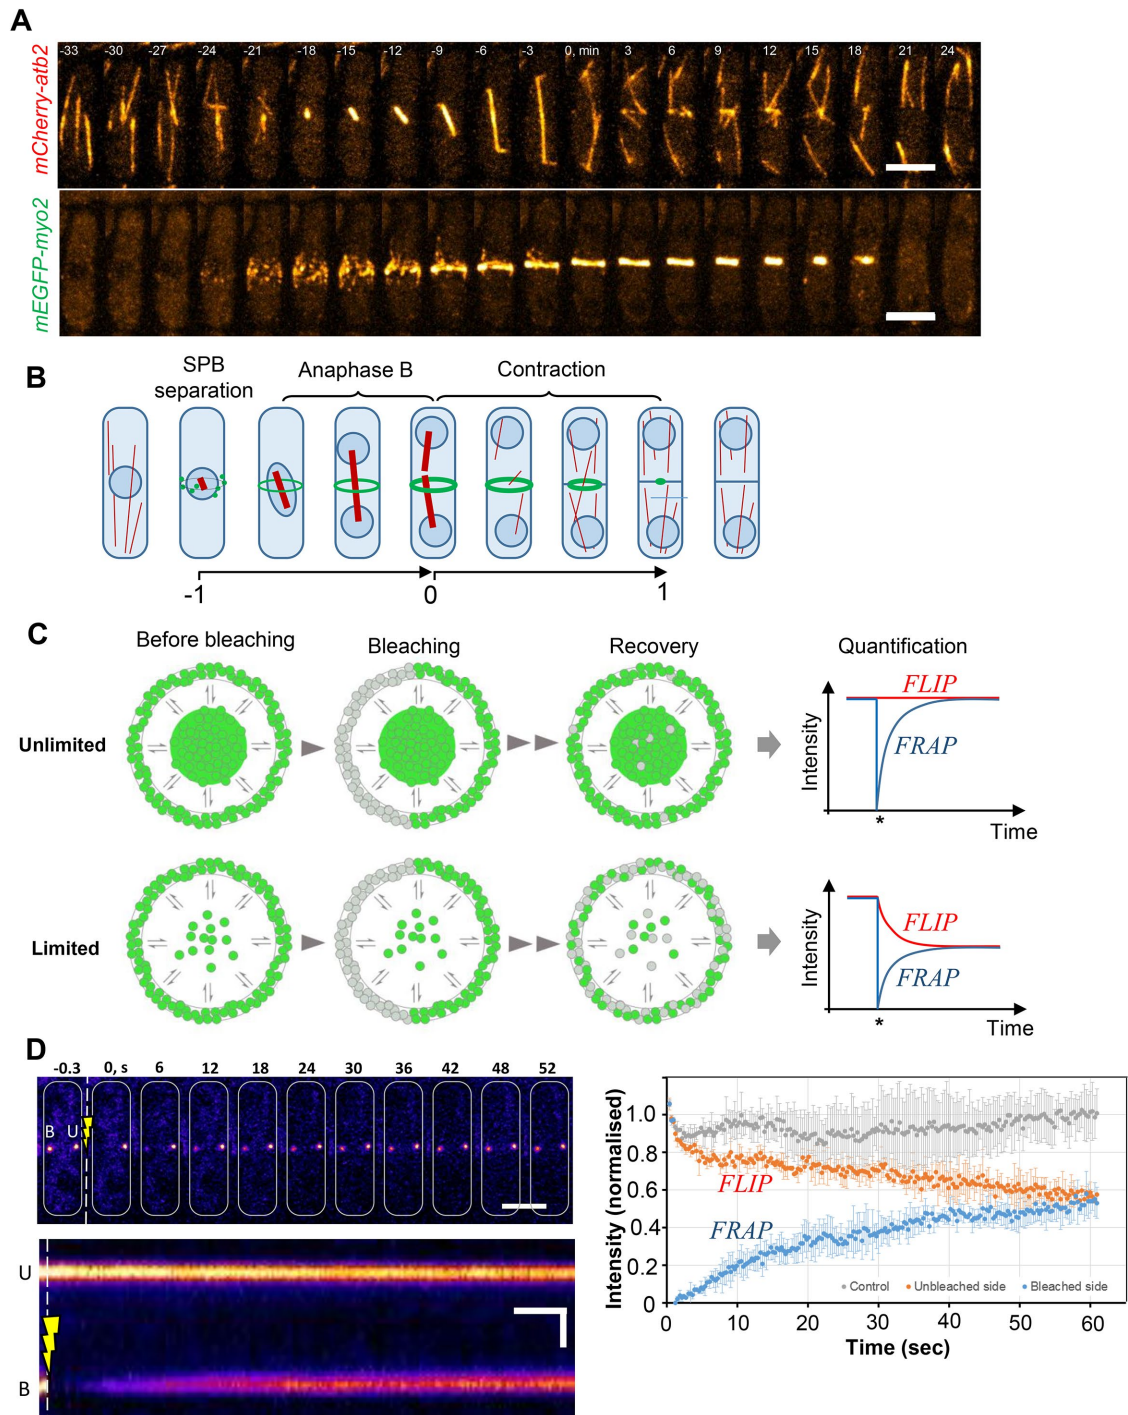 A
mCherry-atb2
-33 -30 -27 -24 -21 -18 -15 -12 -9 -6 -3 0, min 3 6 9 12 15 18 21 24
mEGFP-myo2
B
SPB
separation
Anaphase B
Contraction
-1 0 1
C
Before bleaching
Bleaching
Recovery
Quantification
Unlimited
Intensity
FLIP
FRAP
*
Time
Limited
Intensity
FLIP
FRAP
*
Time
D
-0.3 0, s 6 12 18 24 30 36 42 48 52
B U
U
B
Intensity (normalised)
1.0
0.8
0.6
0.4
0.2
0
FLIP
FRAP
Control Unbleached side Bleached side
0 10 20 30 40 50 60
Time (sec)